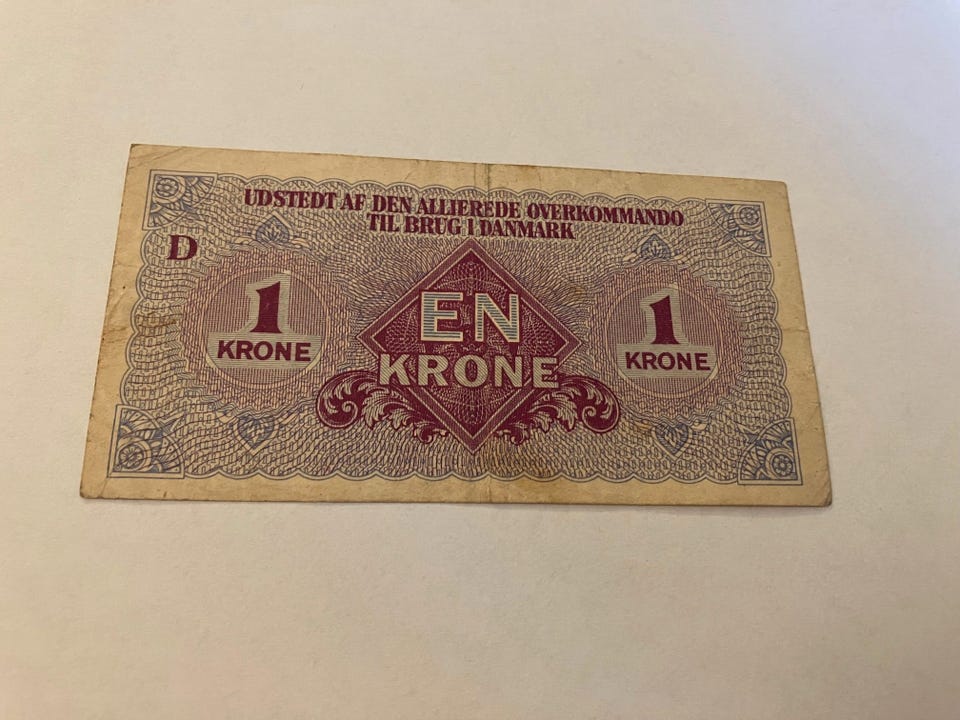 UDSTEDT AF DEN ALLIEREDE OVERKOMMANDO
TIL BRUG I DANMARK
D
1
KRONE
EN
KRONE
1
KRONE